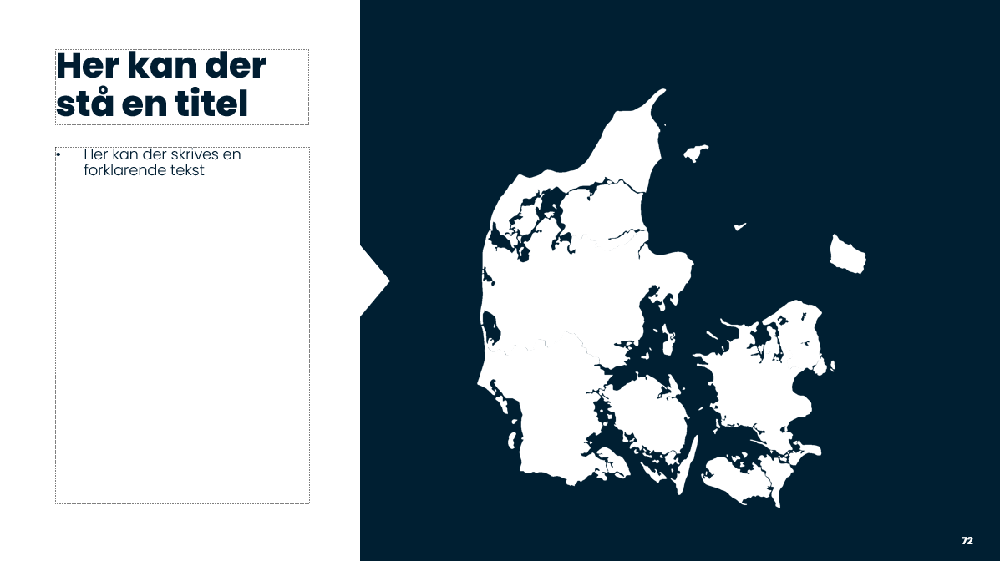 Her kan der
stå en titel
• Her kan der skrives en
forklarende tekst
72